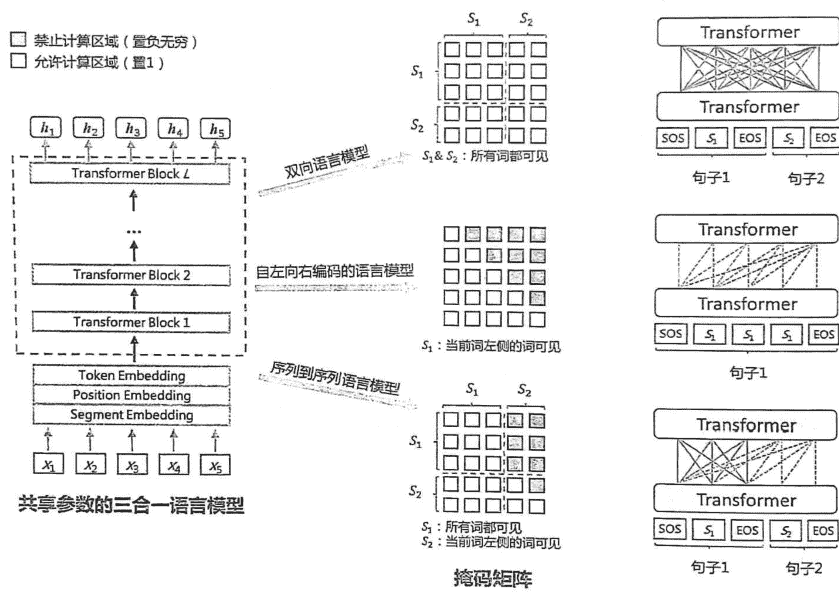 禁止计算区域（置负无穷）
允许计算区域（置1）
h₁ h₂ h₃ h₄ h₅
Transformer Block L
...
Transformer Block 2
Transformer Block 1
Token Embedding
Position Embedding
Segment Embedding
x₁ x₂ x₃ x₄ x₅
共享参数的三合一语言模型
双向语言模型
自左向右编码的语言模型
序列到序列语言模型
S₁ S₂
S₁
S₂
S₁& S₂：所有词都可见
S₁：当前词左侧的词可见
S₁ S₂
S₁
S₂
S₁：所有词都可见
S₂：当前词左侧的词可见
掩码矩阵
Transformer
Transformer
SOS S₁ EOS S₂ EOS
句子1 句子2
Transformer
Transformer
SOS S₁ S₁ S₁ EOS
句子1
Transformer
Transformer
SOS S₁ EOS S₂ EOS
句子1 句子2